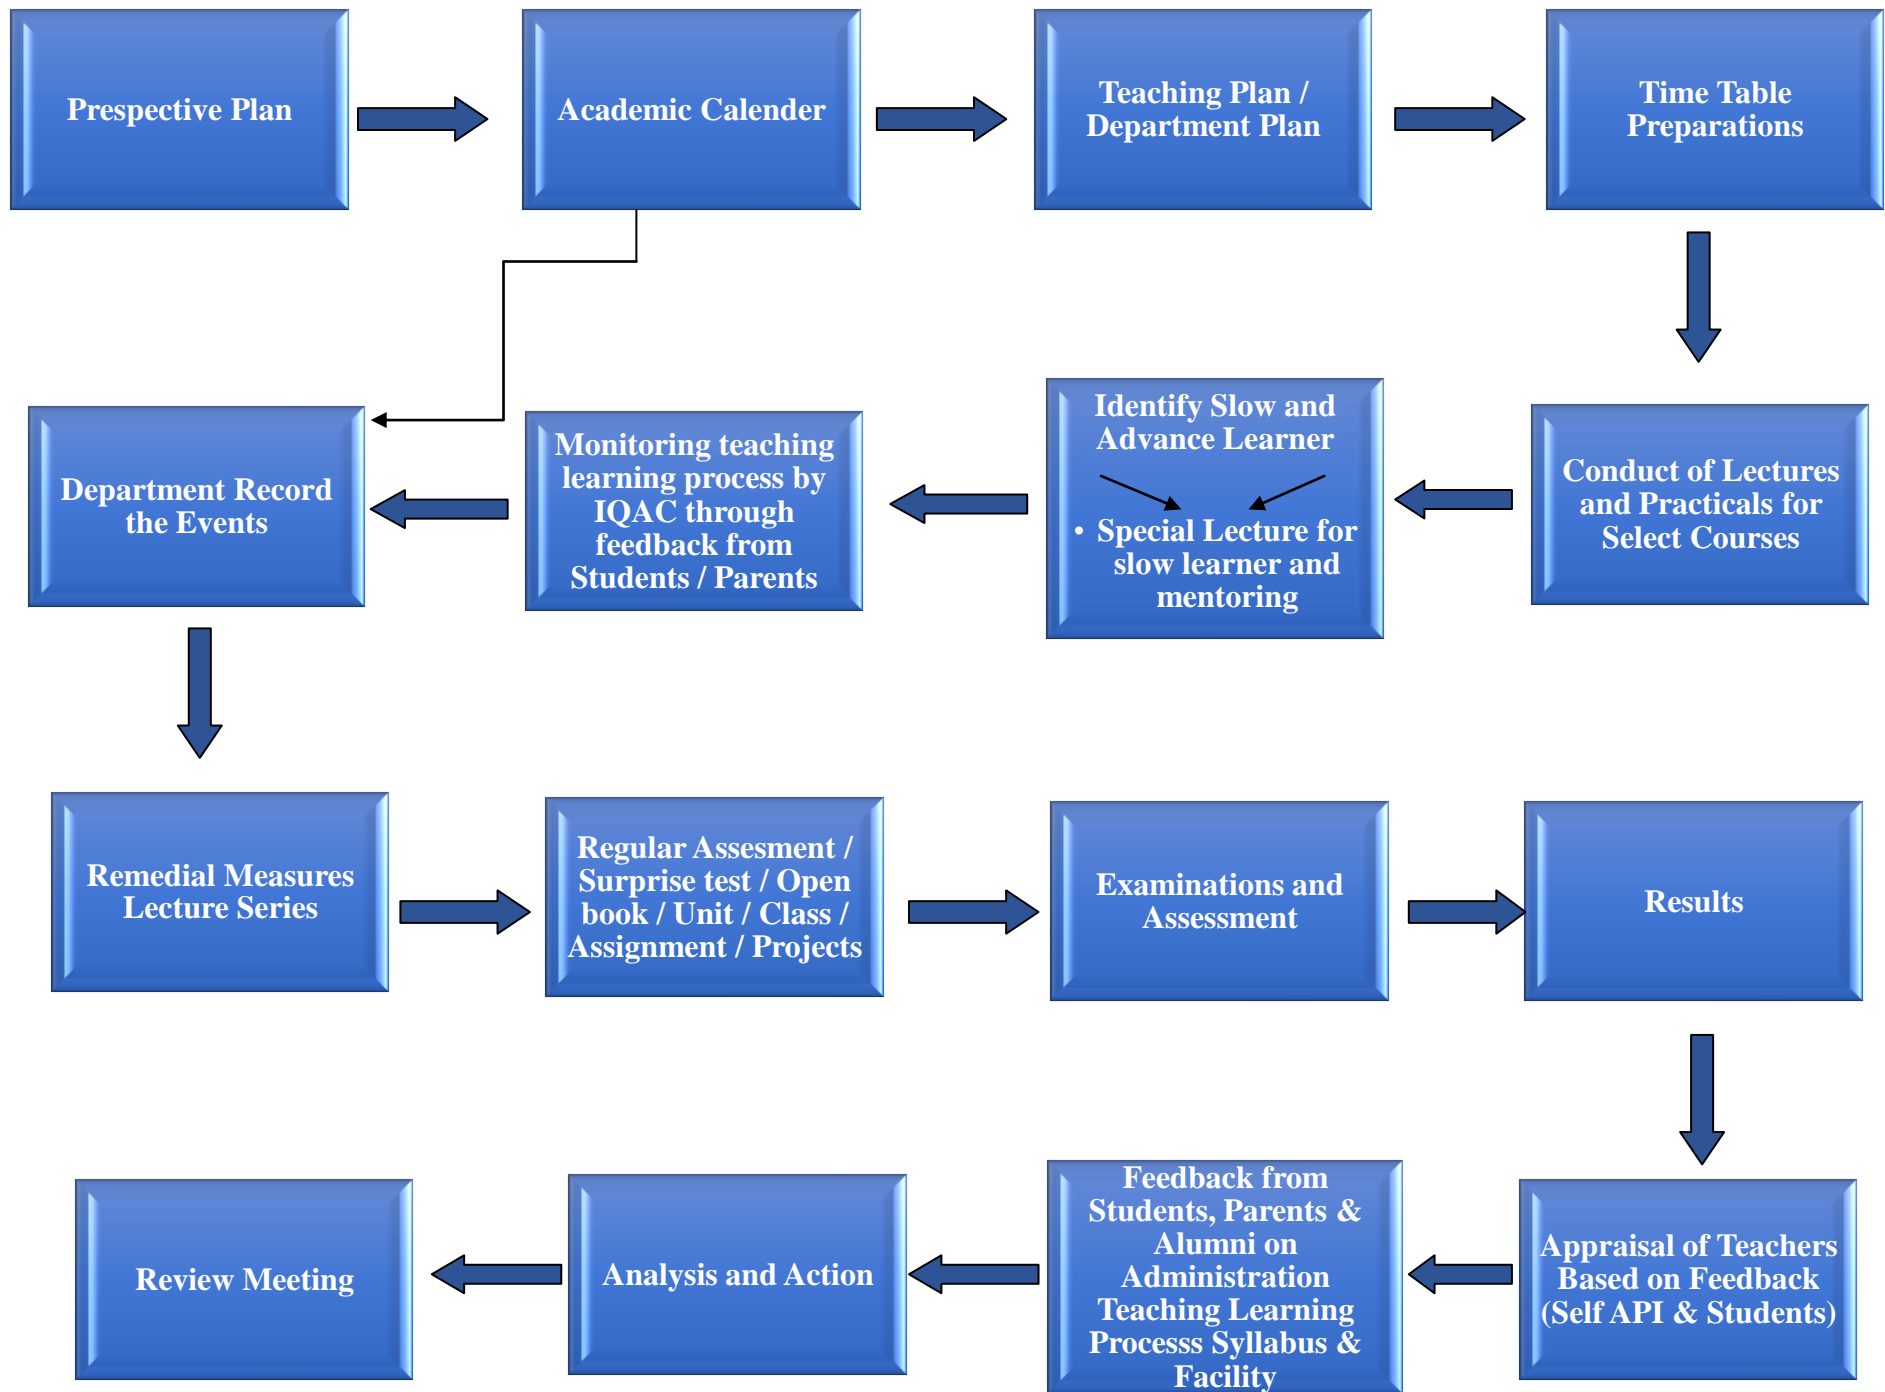 Prespective Plan
Academic Calender
Teaching Plan /
Department Plan
Time Table
Preparations
Conduct of Lectures
and Practicals for
Select Courses
Identify Slow and
Advance Learner
• Special Lecture for
slow learner and
mentoring
Monitoring teaching
learning process by
IQAC through
feedback from
Students / Parents
Department Record
the Events
Remedial Measures
Lecture Series
Regular Assesment /
Surprise test / Open
book / Unit / Class /
Assignment / Projects
Examinations and
Assessment
Results
Appraisal of Teachers
Based on Feedback
(Self API & Students)
Feedback from
Students, Parents &
Alumni on
Administration
Teaching Learning
Processs Syllabus &
Facility
Analysis and Action
Review Meeting